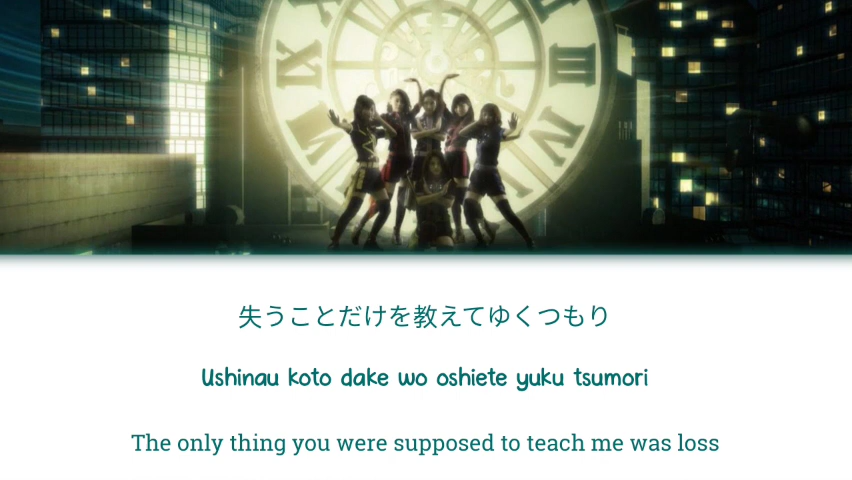 失うことだけを教えてゆくつもり
Ushinau koto dake wo oshiete yuku tsumori
The only thing you were supposed to teach me was loss